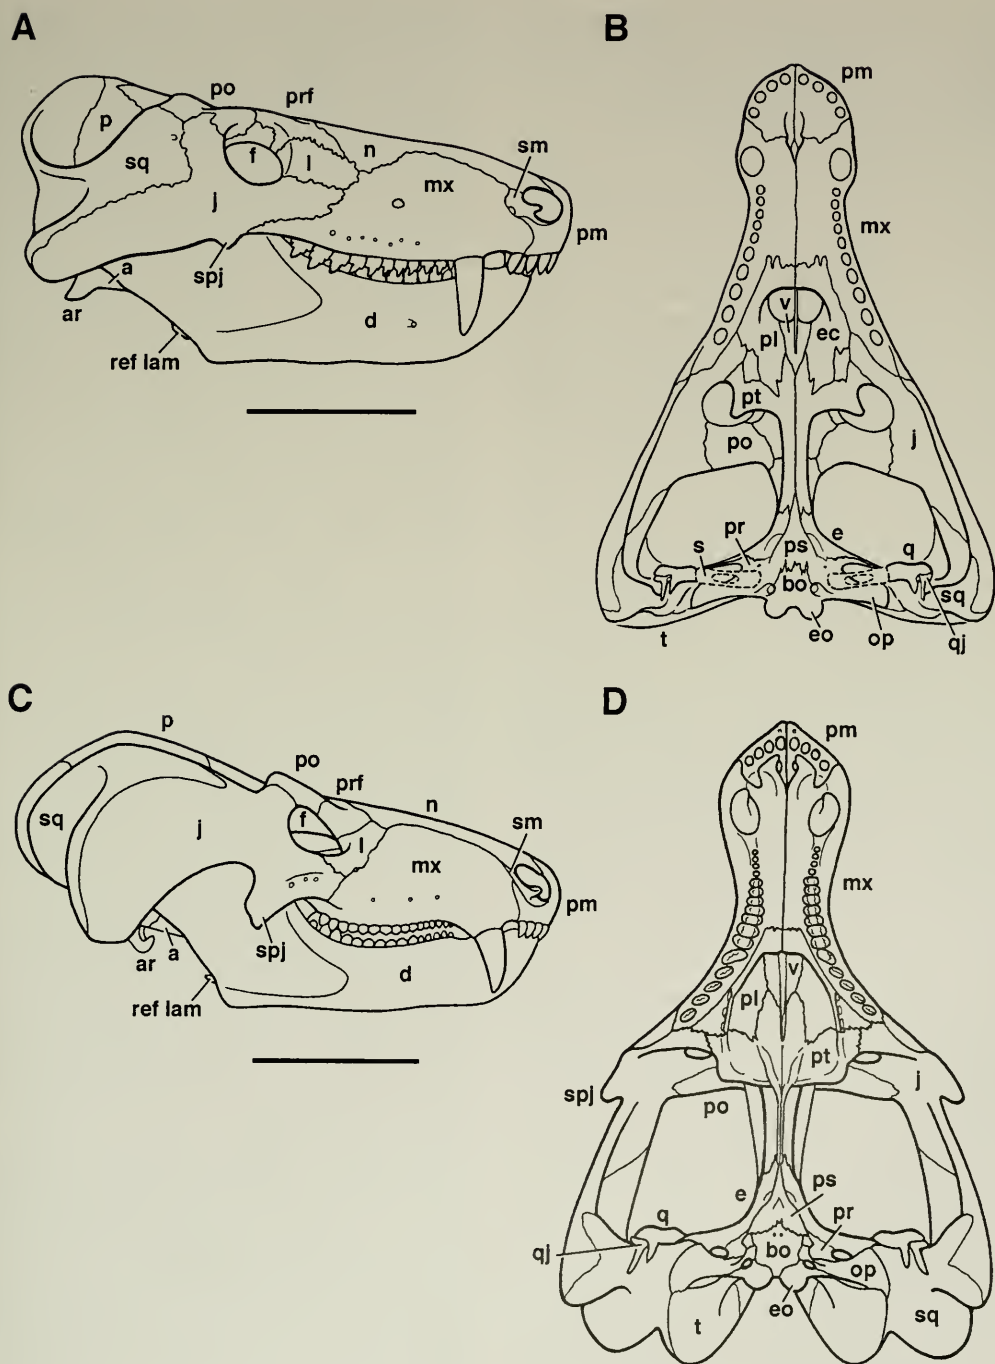 A
po
prf
p
f
l
n
sm
sq
mx
j
pm
spj
a
ar
d
ref lam
B
pm
mx
v
pl
ec
pt
po
j
pr
e
s
ps
q
bo
sq
t
eo
op
qj
C
p
po
prf
n
f
sm
sq
j
l
mx
pm
spj
a
ar
d
ref lam
D
pm
mx
v
pl
pt
j
spj
po
ps
e
pr
q
qj
bo
op
eo
sq
t